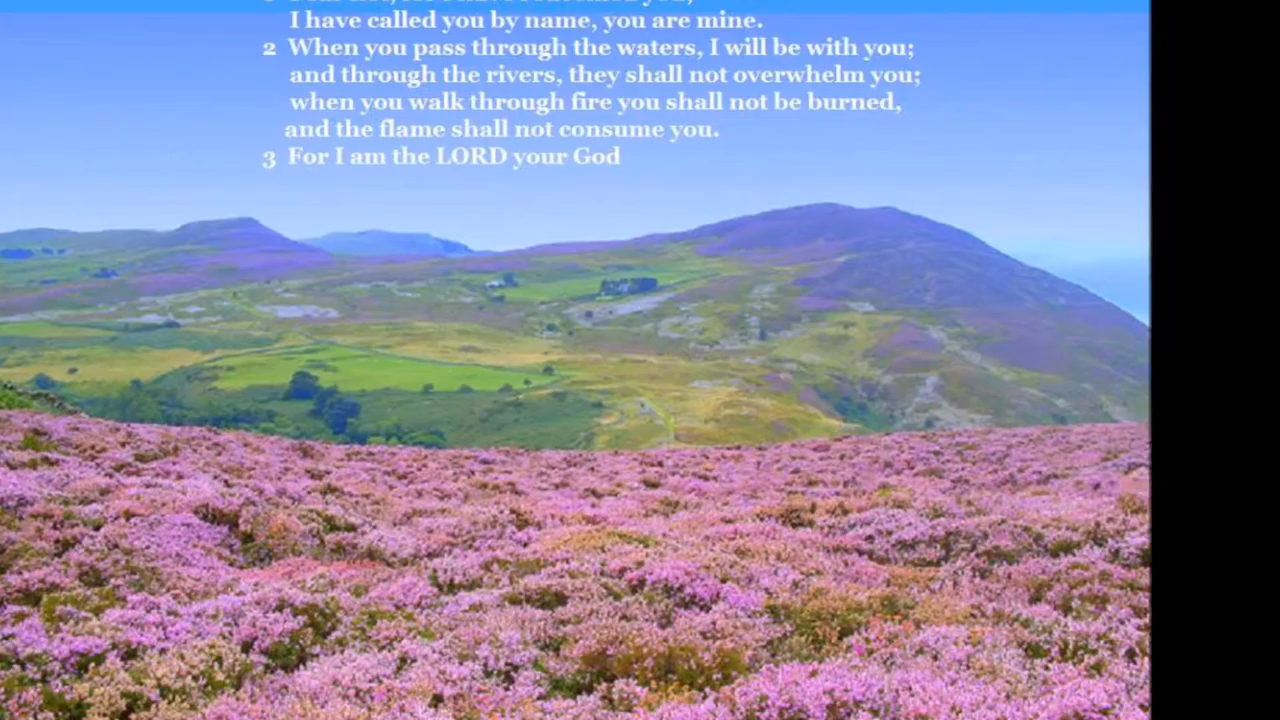 I have called you by name, you are mine.
2 When you pass through the waters, I will be with you;
and through the rivers, they shall not overwhelm you;
when you walk through fire you shall not be burned,
and the flame shall not consume you.
3 For I am the LORD your God